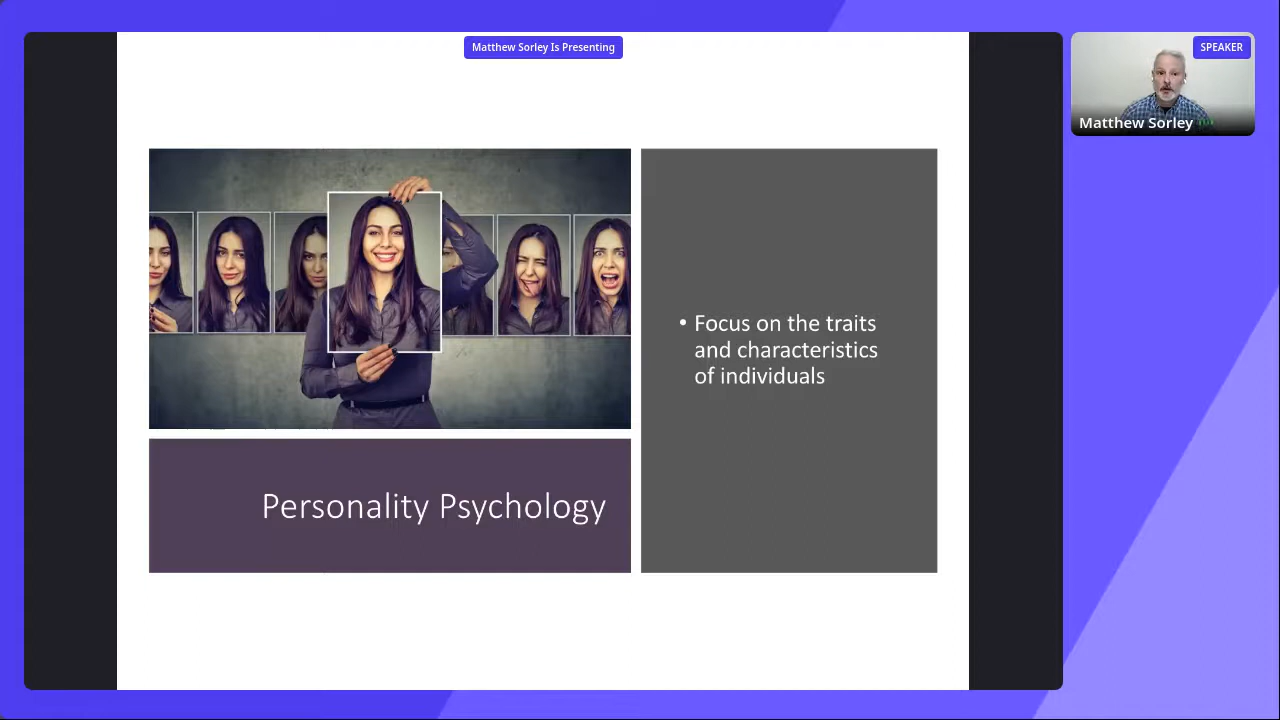 Matthew Sorley Is Presenting
SPEAKER
Matthew Sorley
• Focus on the traits
and characteristics
of individuals
Personality Psychology